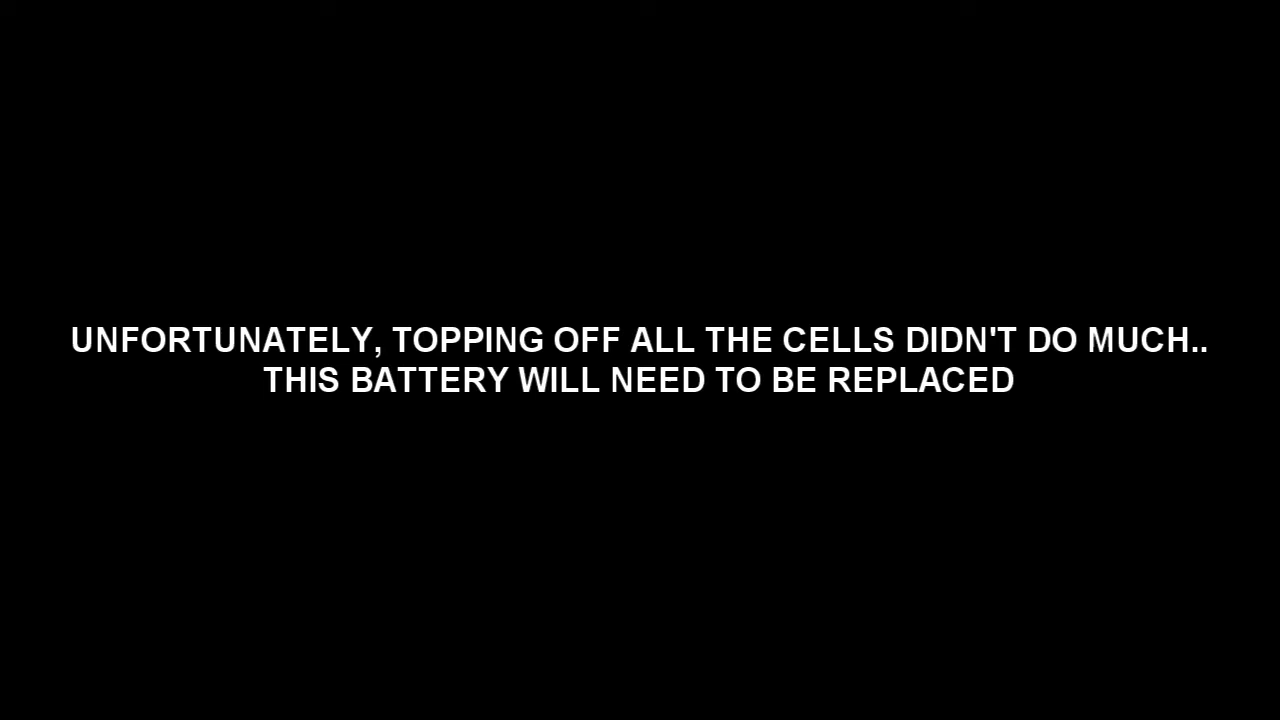 UNFORTUNATELY, TOPPING OFF ALL THE CELLS DIDN'T DO MUCH..
THIS BATTERY WILL NEED TO BE REPLACED